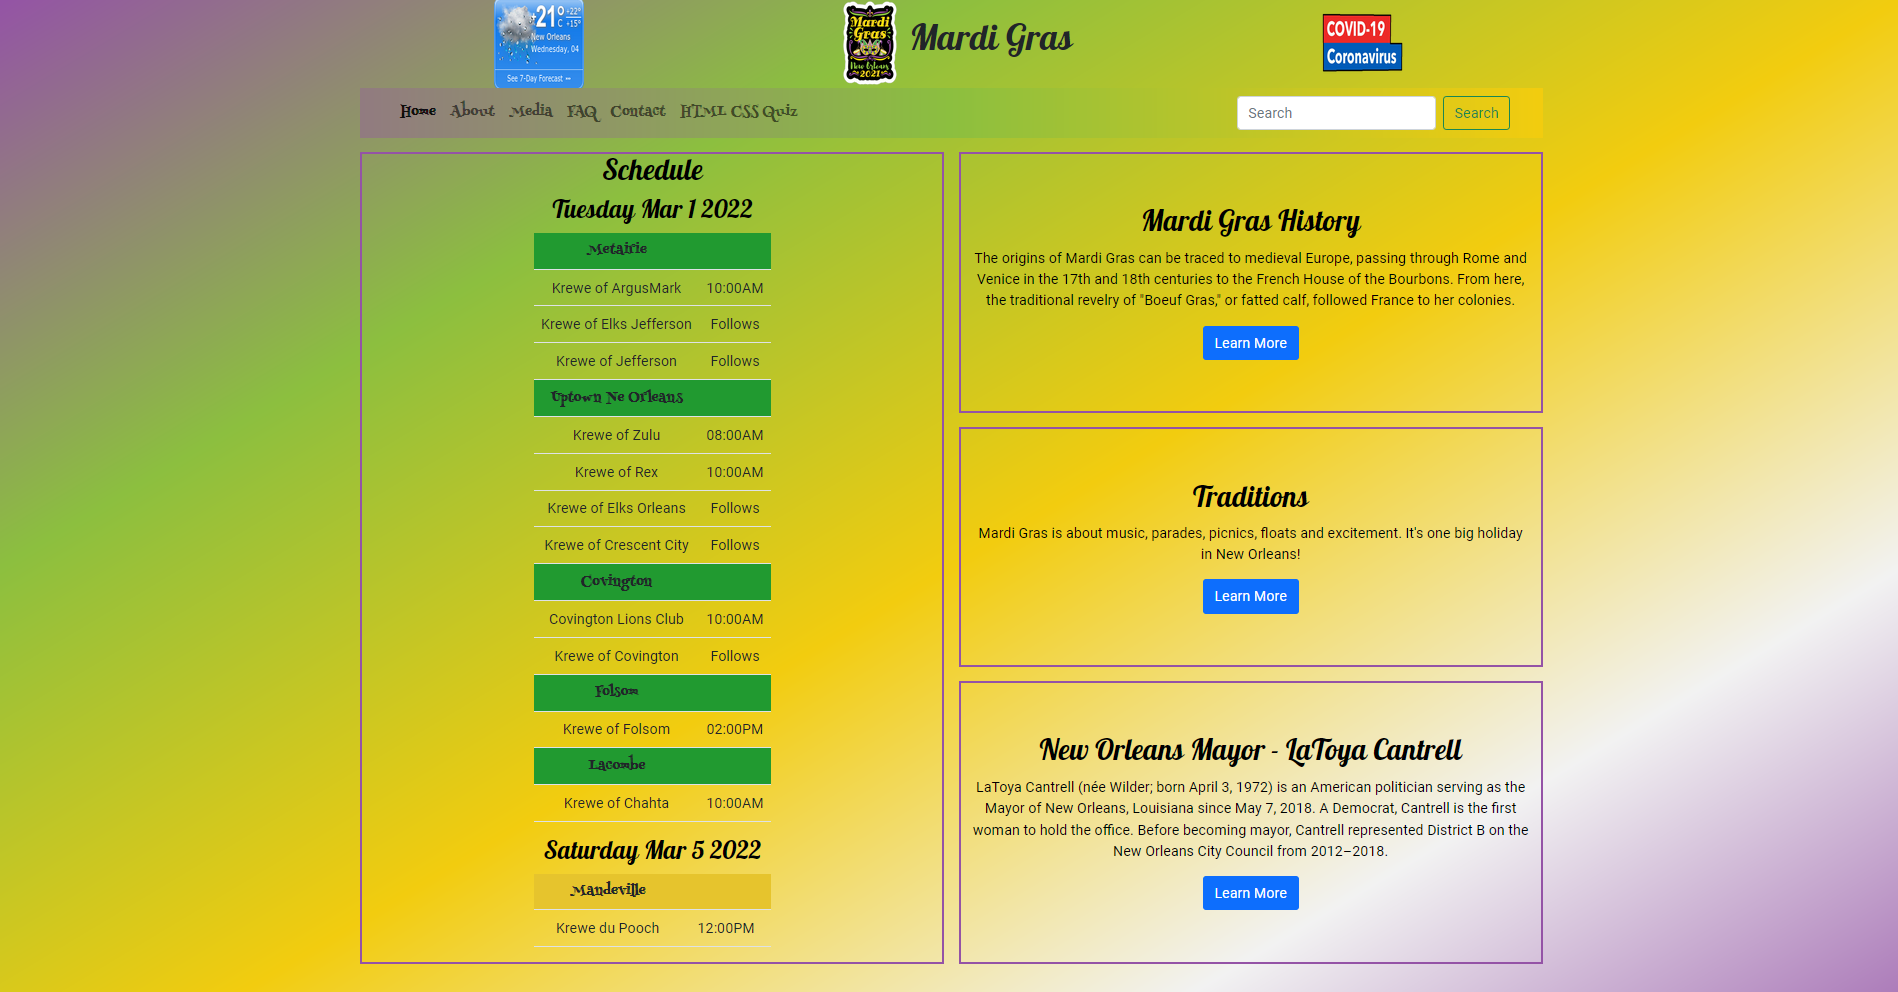 +21° +22°
C +15°
New Orleans
Wednesday, 04
See 7-Day Forecast
Mardi
Gras
New Orleans
2021
Mardi Gras
COVID-19
Coronavirus
Home About Media FAQ Contact HTML CSS Quiz Search Search
Schedule
Tuesday Mar 1 2022
Metairie
Krewe of ArgusMark 10:00AM
Krewe of Elks Jefferson Follows
Krewe of Jefferson Follows
Uptown Ne Orleans
Krewe of Zulu 08:00AM
Krewe of Rex 10:00AM
Krewe of Elks Orleans Follows
Krewe of Crescent City Follows
Covington
Covington Lions Club 10:00AM
Krewe of Covington Follows
Folsom
Krewe of Folsom 02:00PM
Lacombe
Krewe of Chahta 10:00AM
Saturday Mar 5 2022
Mandeville
Krewe du Pooch 12:00PM
Mardi Gras History
The origins of Mardi Gras can be traced to medieval Europe, passing through Rome and
Venice in the 17th and 18th centuries to the French House of the Bourbons. From here,
the traditional revelry of "Boeuf Gras," or fatted calf, followed France to her colonies.
Learn More
Traditions
Mardi Gras is about music, parades, picnics, floats and excitement. It's one big holiday
in New Orleans!
Learn More
New Orleans Mayor - LaToya Cantrell
LaToya Cantrell (née Wilder; born April 3, 1972) is an American politician serving as the
Mayor of New Orleans, Louisiana since May 7, 2018. A Democrat, Cantrell is the first
woman to hold the office. Before becoming mayor, Cantrell represented District B on the
New Orleans City Council from 2012–2018.
Learn More